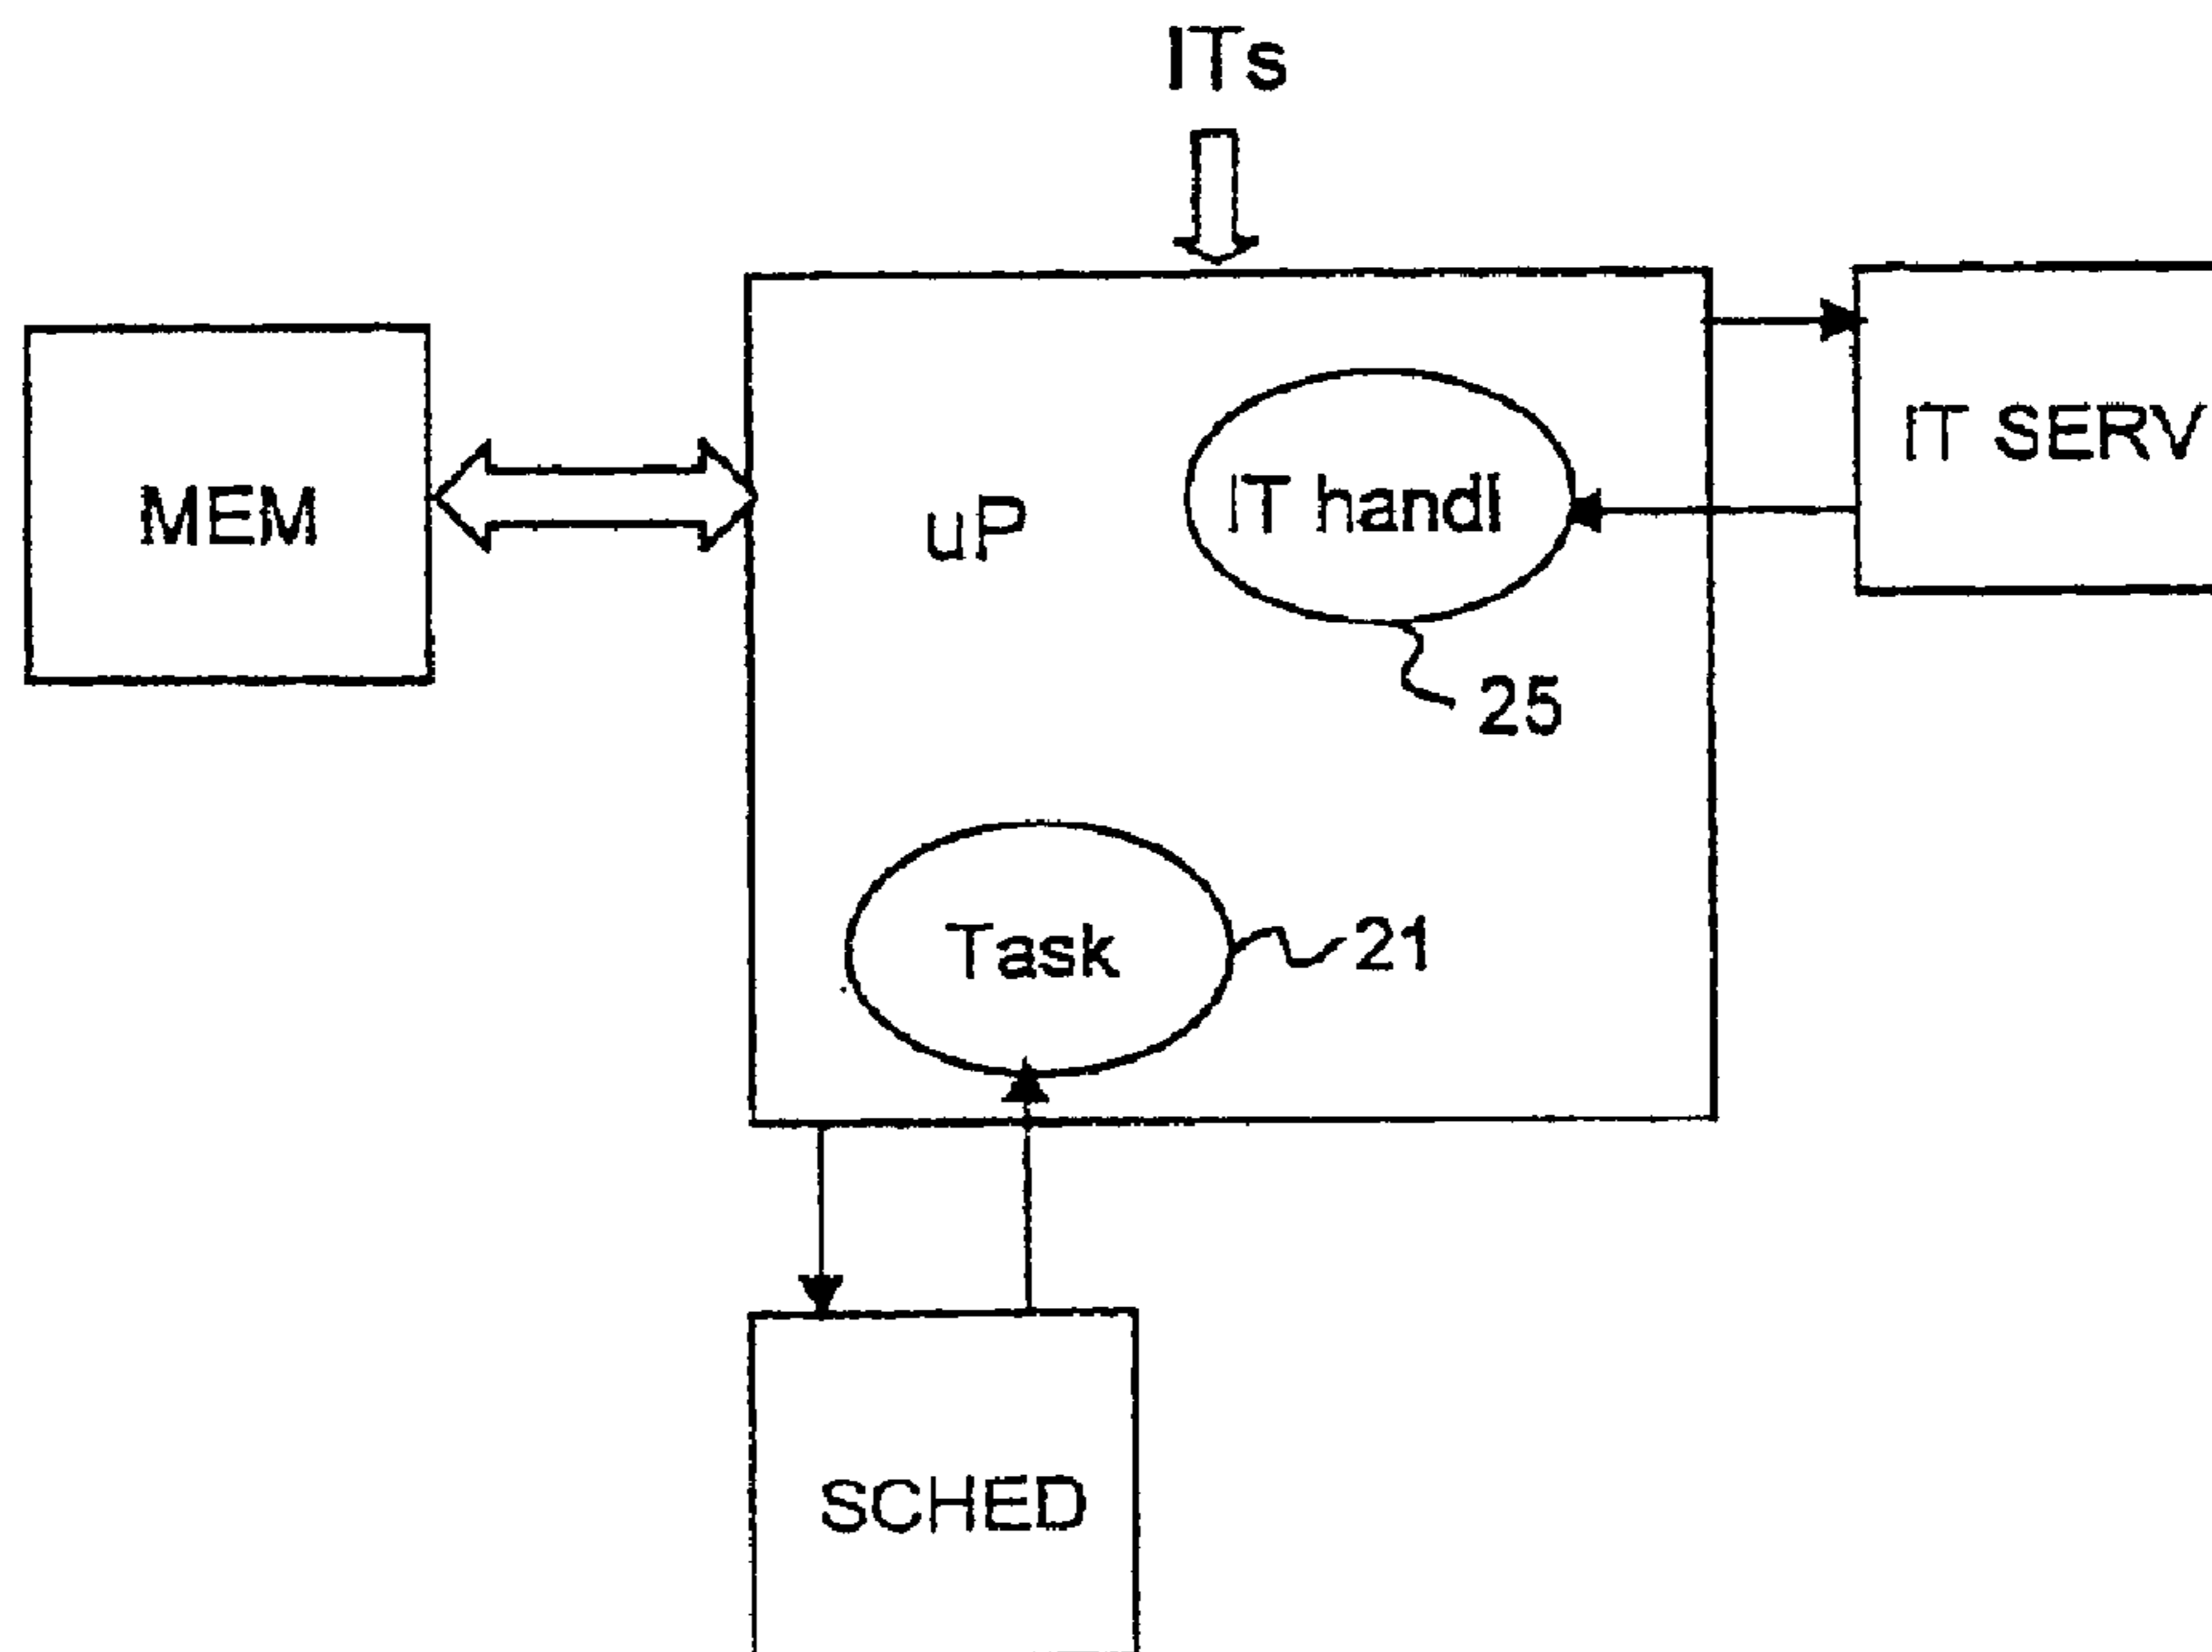 ITs
IT SERV
MEM
uP
IT handl
25
Task
21
SCHED